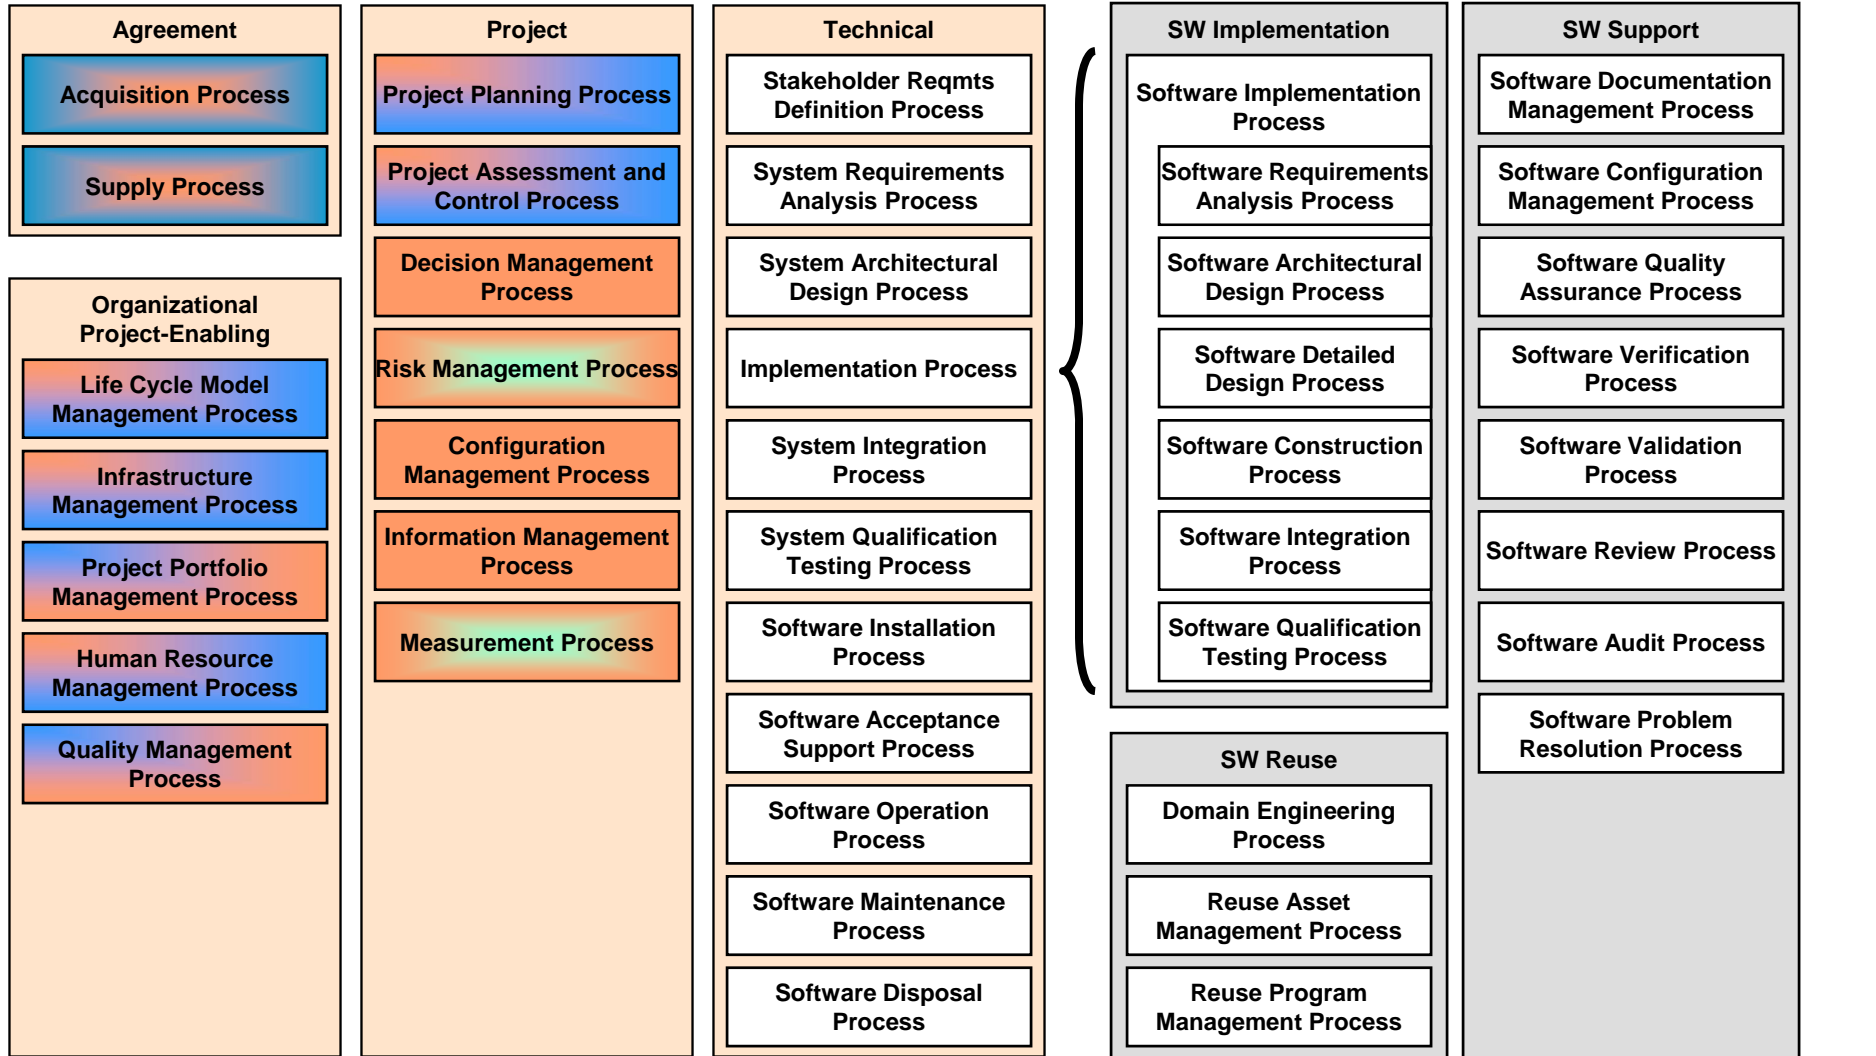 Agreement
Acquisition Process
Supply Process
Organizational
Project-Enabling
Life Cycle Model
Management Process
Infrastructure
Management Process
Project Portfolio
Management Process
Human Resource
Management Process
Quality Management
Process
Project
Project Planning Process
Project Assessment and
Control Process
Decision Management
Process
Risk Management Process
Configuration
Management Process
Information Management
Process
Measurement Process
Technical
Stakeholder Reqmts
Definition Process
System Requirements
Analysis Process
System Architectural
Design Process
Implementation Process
System Integration
Process
System Qualification
Testing Process
Software Installation
Process
Software Acceptance
Support Process
Software Operation
Process
Software Maintenance
Process
Software Disposal
Process
SW Implementation
Software Implementation
Process
Software Requirements
Analysis Process
Software Architectural
Design Process
Software Detailed
Design Process
Software Construction
Process
Software Integration
Process
Software Qualification
Testing Process
SW Reuse
Domain Engineering
Process
Reuse Asset
Management Process
Reuse Program
Management Process
SW Support
Software Documentation
Management Process
Software Configuration
Management Process
Software Quality
Assurance Process
Software Verification
Process
Software Validation
Process
Software Review Process
Software Audit Process
Software Problem
Resolution Process